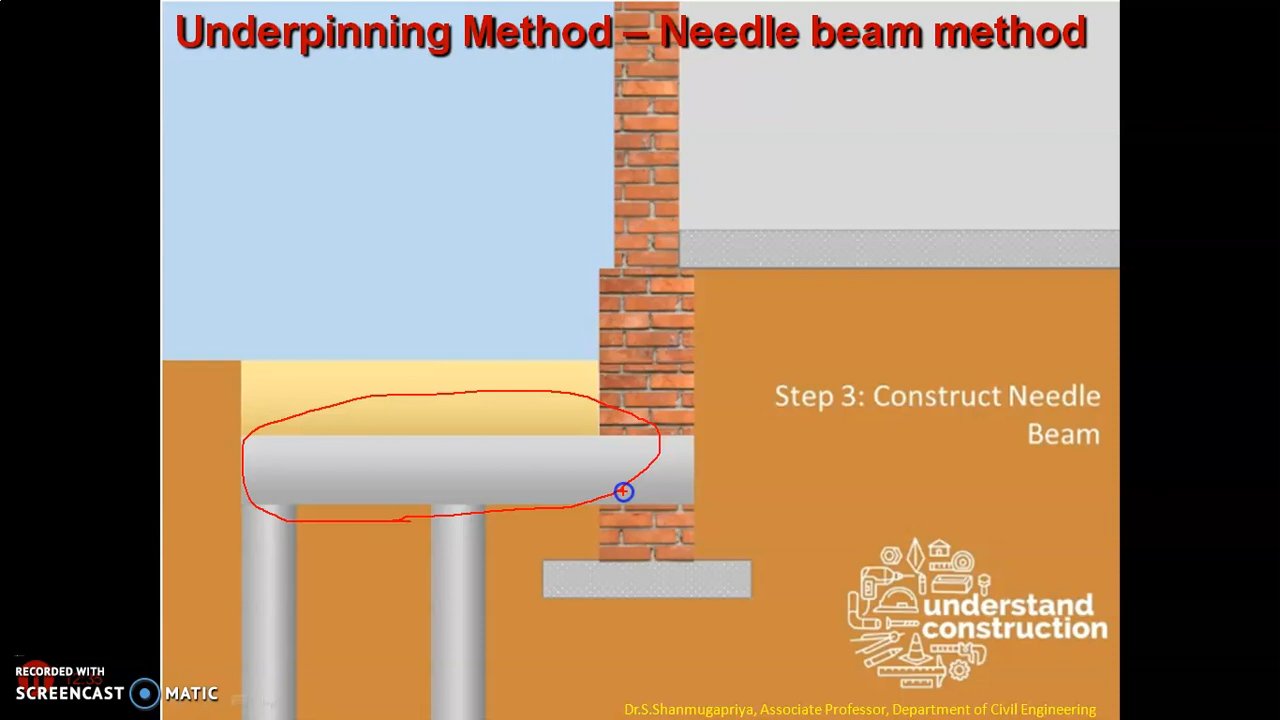 Underpinning Method – Needle beam method
Step 3: Construct Needle
Beam
understand
construction
RECORDED WITH
SCREENCAST MATIC
Dr.S.Shanmugapriya, Associate Professor, Department of Civil Engineering